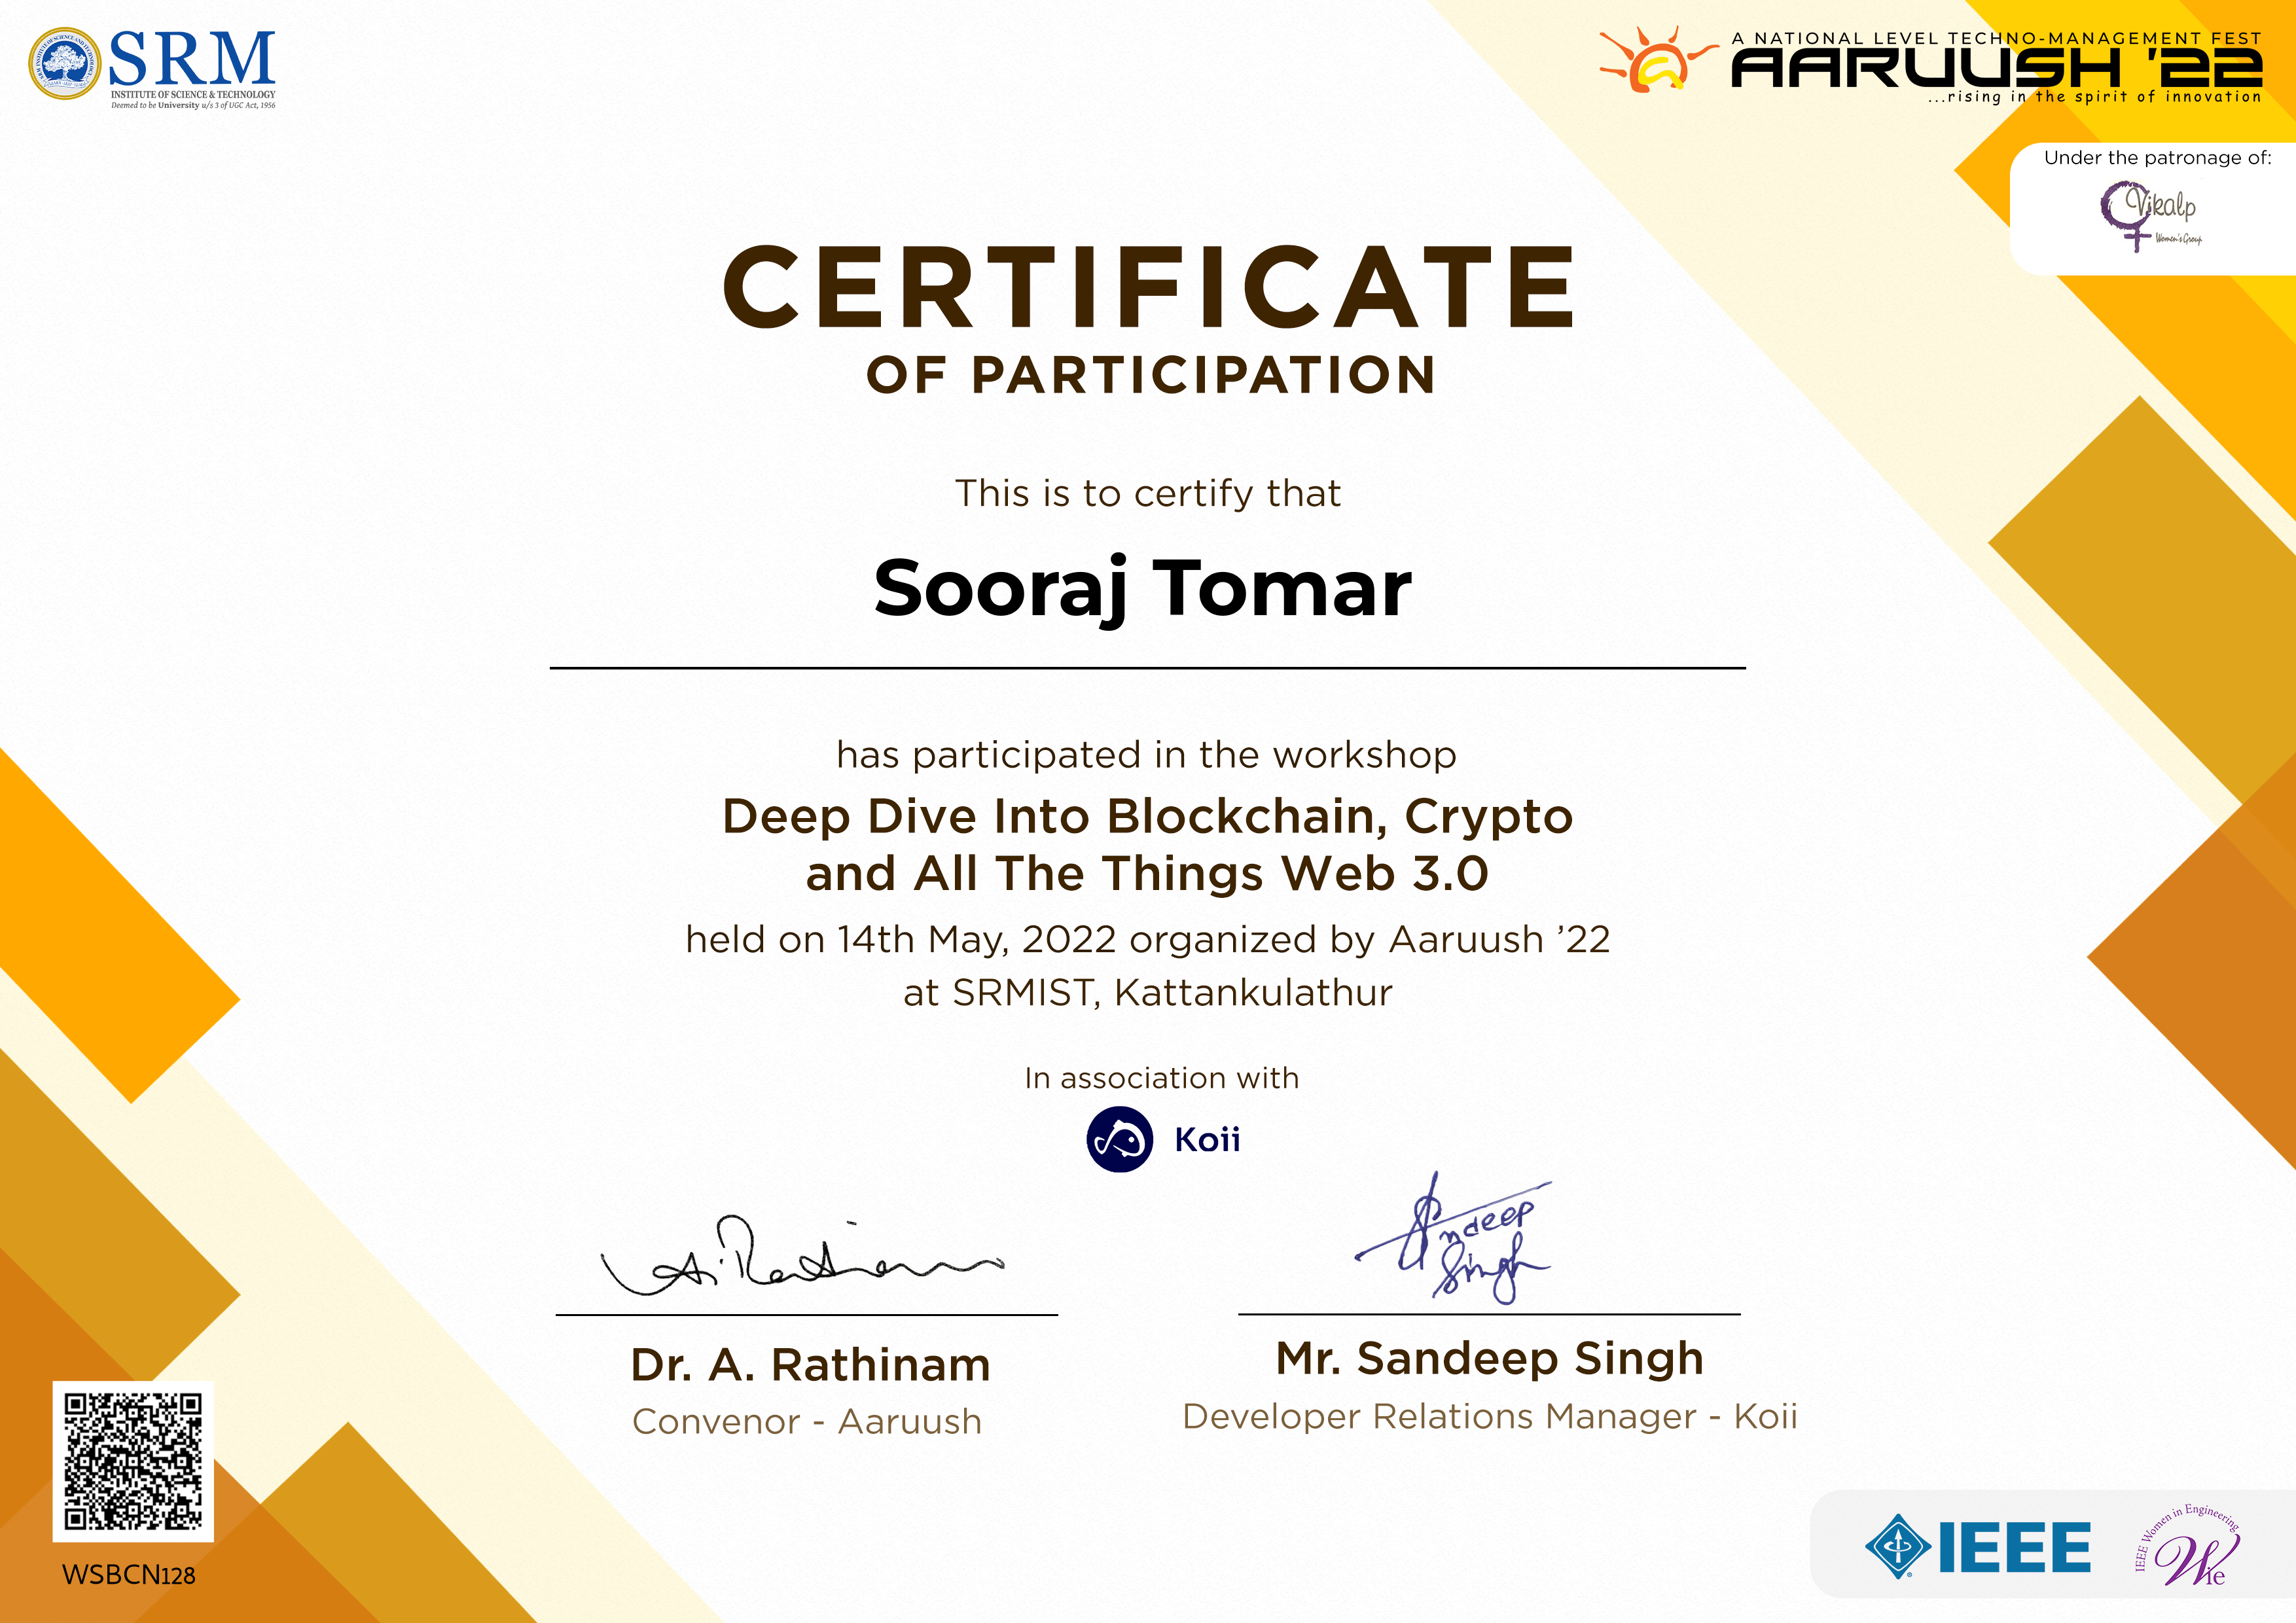 SRM
INSTITUTE OF SCIENCE & TECHNOLOGY
Deemed to be University u/s 3 of UGC Act, 1956
A NATIONAL LEVEL TECHNO-MANAGEMENT FEST
AARUUSH '22
...rising in the spirit of innovation
Under the patronage of:
Vikalp
Women's Group
CERTIFICATE
OF PARTICIPATION
This is to certify that
Sooraj Tomar
has participated in the workshop
Deep Dive Into Blockchain, Crypto
and All The Things Web 3.0
held on 14th May, 2022 organized by Aaruush ’22
at SRMIST, Kattankulathur
In association with
Koii
A. Rathinam
Sandeep
Singh
Dr. A. Rathinam
Convenor - Aaruush
Mr. Sandeep Singh
Developer Relations Manager - Koii
WSBCN128
IEEE
IEEE Women in Engineering
Wie